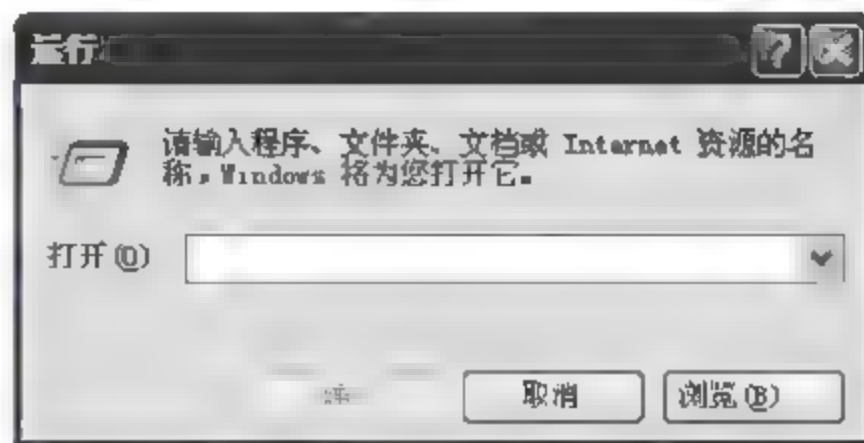 运行
请输入程序、文件夹、文档或 Internet 资源的名
称,Windows 将为您打开它。
打开(O)
取消
浏览(B)